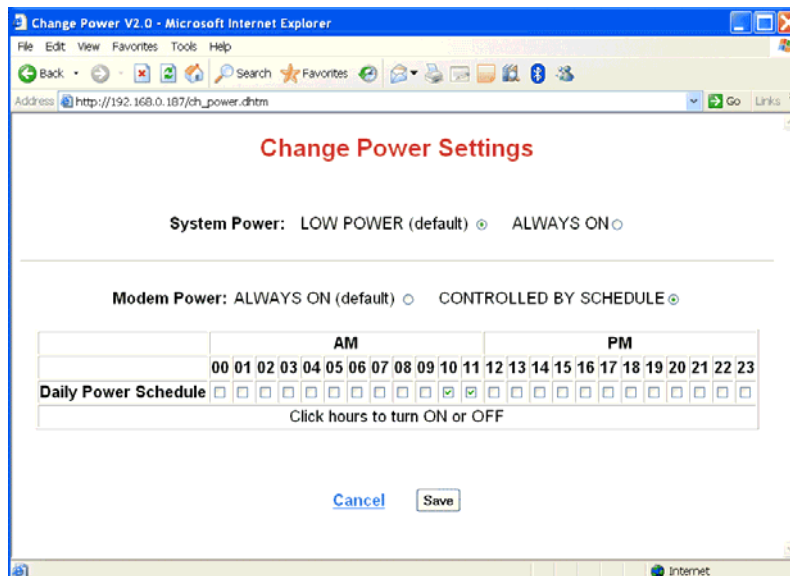 Change Power V2.0 - Microsoft Internet Explorer
File Edit View Favorites Tools Help
Back Search Favorites
Address http://192.168.0.187/ch_power.dhtm Go Links
Change Power Settings
System Power: LOW POWER (default) ALWAYS ON
Modem Power: ALWAYS ON (default) CONTROLLED BY SCHEDULE
AM PM
00 01 02 03 04 05 06 07 08 09 10 11 12 13 14 15 16 17 18 19 20 21 22 23
Daily Power Schedule
Click hours to turn ON or OFF
Cancel Save
Internet